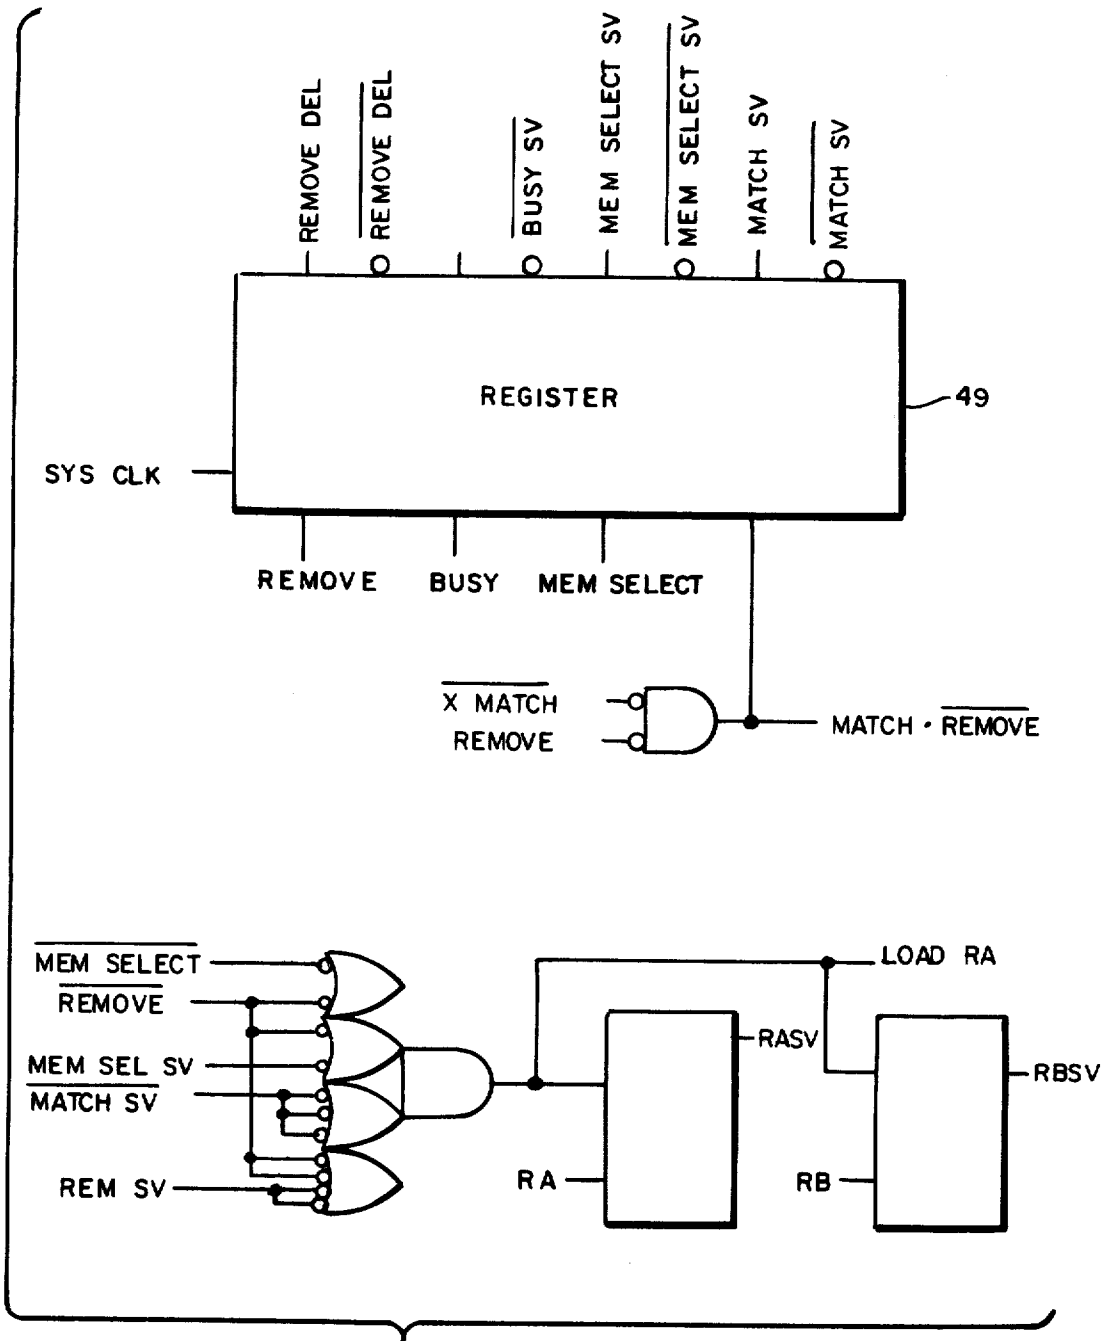 REMOVE DEL
REMOVE DEL
BUSY SV
MEM SELECT SV
MEM SELECT SV
MATCH SV
MATCH SV
REGISTER
49
SYS CLK
REMOVE
BUSY
MEM SELECT
X MATCH
REMOVE
MATCH · REMOVE
MEM SELECT
REMOVE
MEM SEL SV
MATCH SV
REM SV
LOAD RA
RASV
RA
RBSV
RB